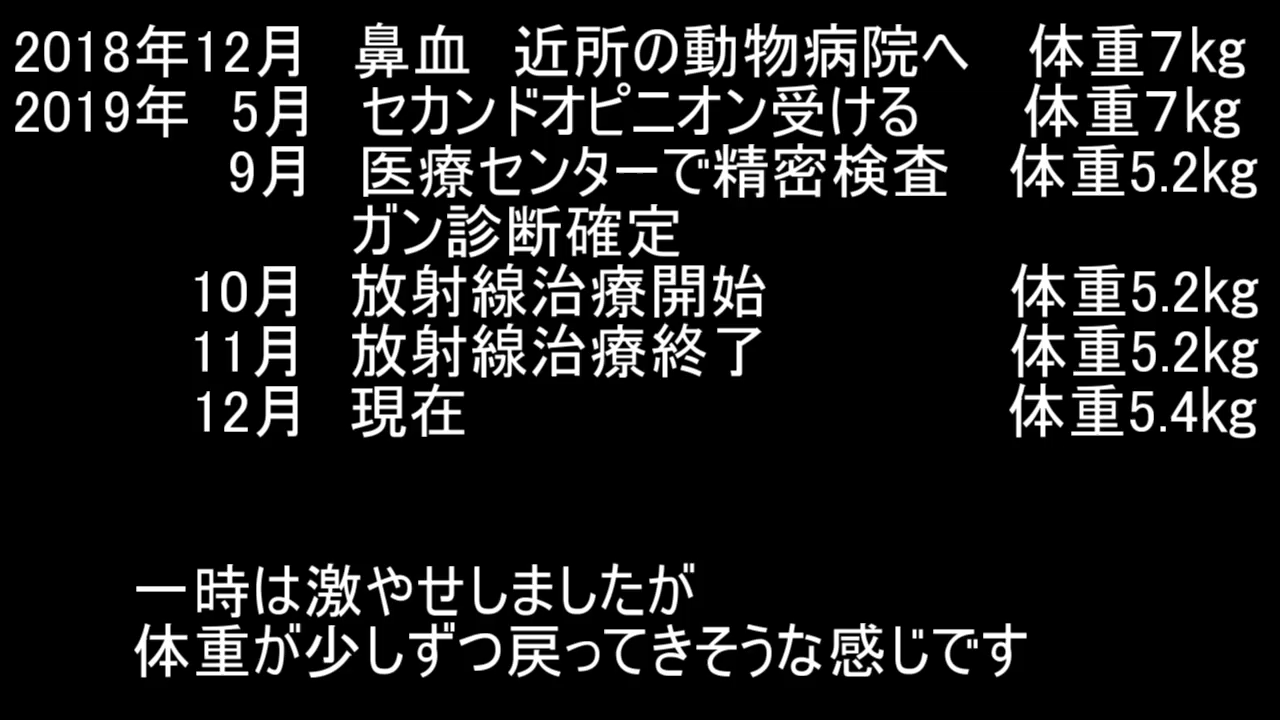 2018年12月　鼻血　近所の動物病院へ　体重７kg
2019年　5月　セカンドオピニオン受ける　体重７kg
9月　医療センターで精密検査　体重5.2kg
ガン診断確定
10月　放射線治療開始　体重5.2kg
11月　放射線治療終了　体重5.2kg
12月　現在　体重5.4kg
一時は激やせしましたが
体重が少しずつ戻ってきそうな感じです